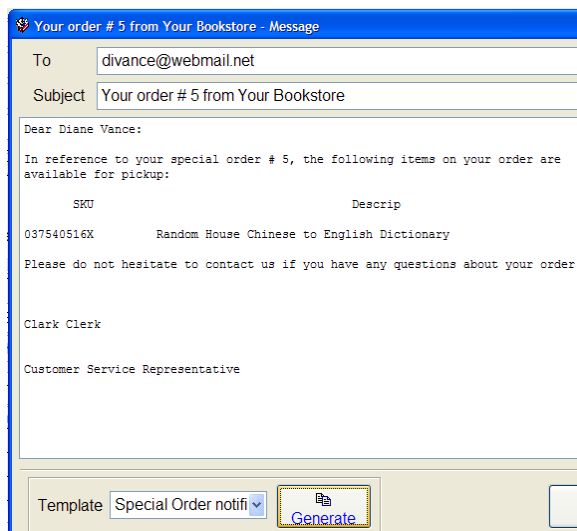 Your order # 5 from Your Bookstore - Message
To divance@webmail.net
Subject Your order # 5 from Your Bookstore
Dear Diane Vance:
In reference to your special order # 5, the following items on your order are
available for pickup:
SKU Descrip
037540516X Random House Chinese to English Dictionary
Please do not hesitate to contact us if you have any questions about your order
Clark Clerk
Customer Service Representative
Template Special Order notifi
Generate